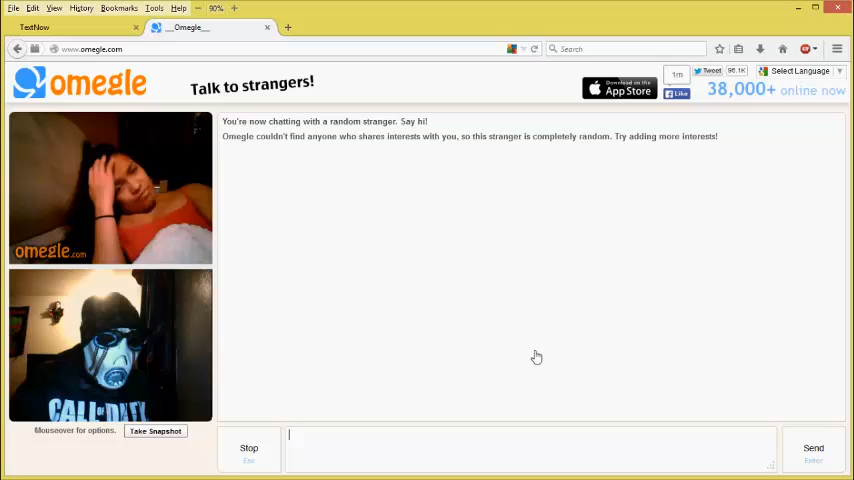 File Edit View History Bookmarks Tools Help 90%
TextNow
__Omegle__
www.omegle.com
Search
omegle
Talk to strangers!
Download on the
App Store
1m
Like
Tweet 96.1K
Select Language
38,000+ online now
You're now chatting with a random stranger. Say hi!
Omegle couldn't find anyone who shares interests with you, so this stranger is completely random. Try adding more interests!
omegle.com
CALL OF DUTY
Mouseover for options. Take Snapshot
Stop
Esc
Send
Enter